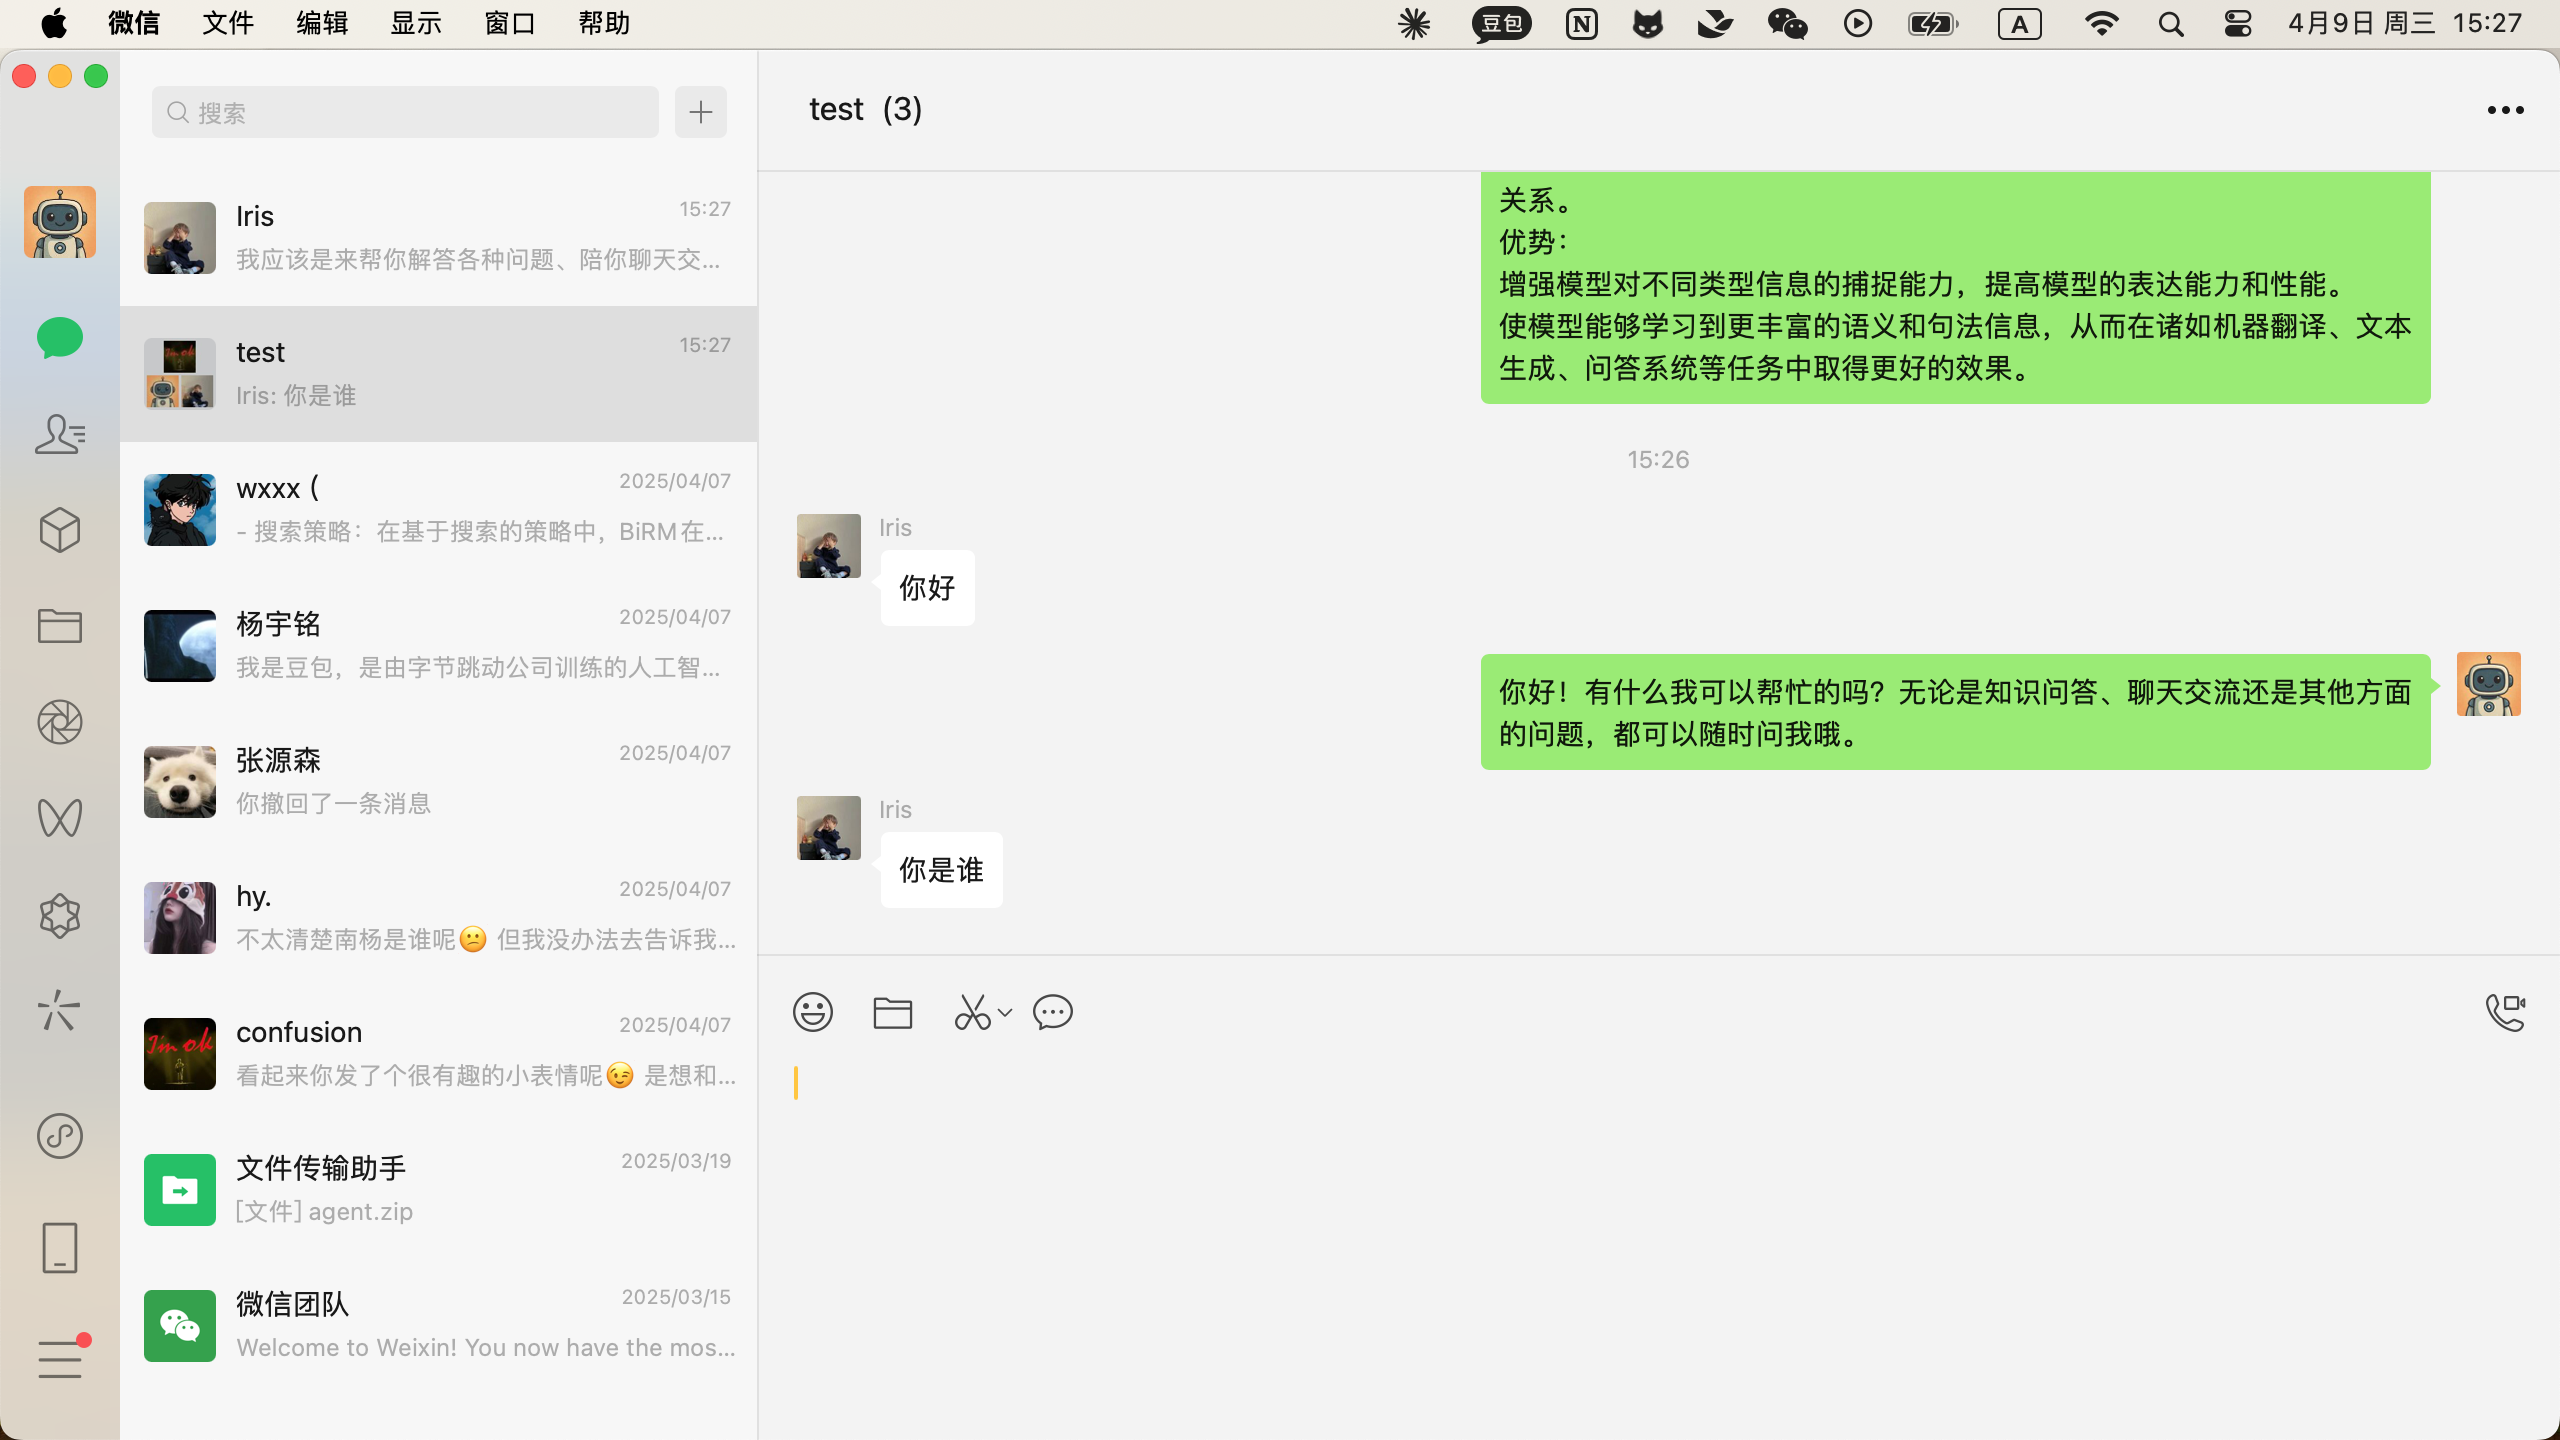 微信 文件 编辑 显示 窗口 帮助 豆包 N A 4月9日 周三 15:27
搜索
Iris 15:27
我应该是来帮你解答各种问题、陪你聊天交...
test 15:27
Iris: 你是谁
wxxx ( 2025/04/07
- 搜索策略：在基于搜索的策略中，BiRM在...
杨宇铭 2025/04/07
我是豆包，是由字节跳动公司训练的人工智...
张源森 2025/04/07
你撤回了一条消息
hy. 2025/04/07
不太清楚南杨是谁呢😕 但我没办法去告诉我...
confusion 2025/04/07
看起来你发了个很有趣的小表情呢😉 是想和...
I'm ok
文件传输助手 2025/03/19
[文件] agent.zip
微信团队 2025/03/15
Welcome to Weixin! You now have the mos...
test (3)
关系。
优势：
增强模型对不同类型信息的捕捉能力，提高模型的表达能力和性能。
使模型能够学习到更丰富的语义和句法信息，从而在诸如机器翻译、文本
生成、问答系统等任务中取得更好的效果。
15:26
Iris
你好
你好！有什么我可以帮忙的吗？无论是知识问答、聊天交流还是其他方面
的问题，都可以随时问我哦。
Iris
你是谁